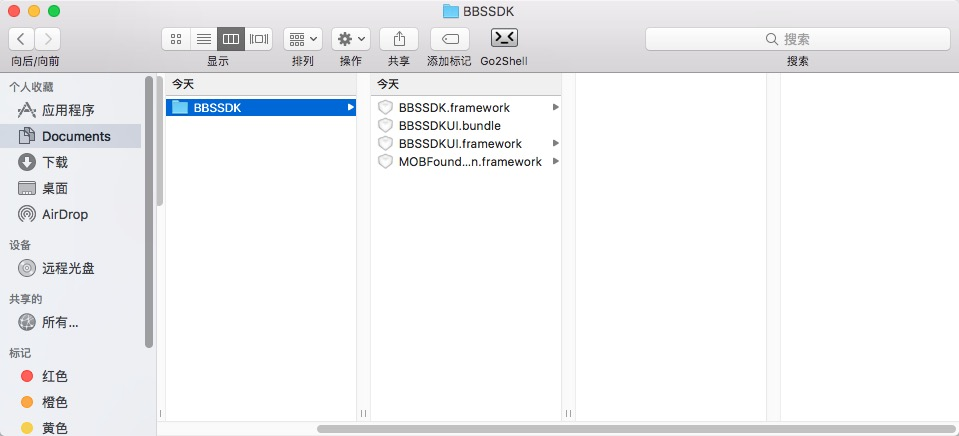 BBSSDK
搜索
向后/向前
显示
排列
操作
共享
添加标记
Go2Shell
搜索
个人收藏
应用程序
Documents
下载
桌面
AirDrop
设备
远程光盘
共享的
所有...
标记
红色
橙色
黄色
今天
BBSSDK
今天
BBSSDK.framework
BBSSDKUI.bundle
BBSSDKUI.framework
MOBFound...n.framework